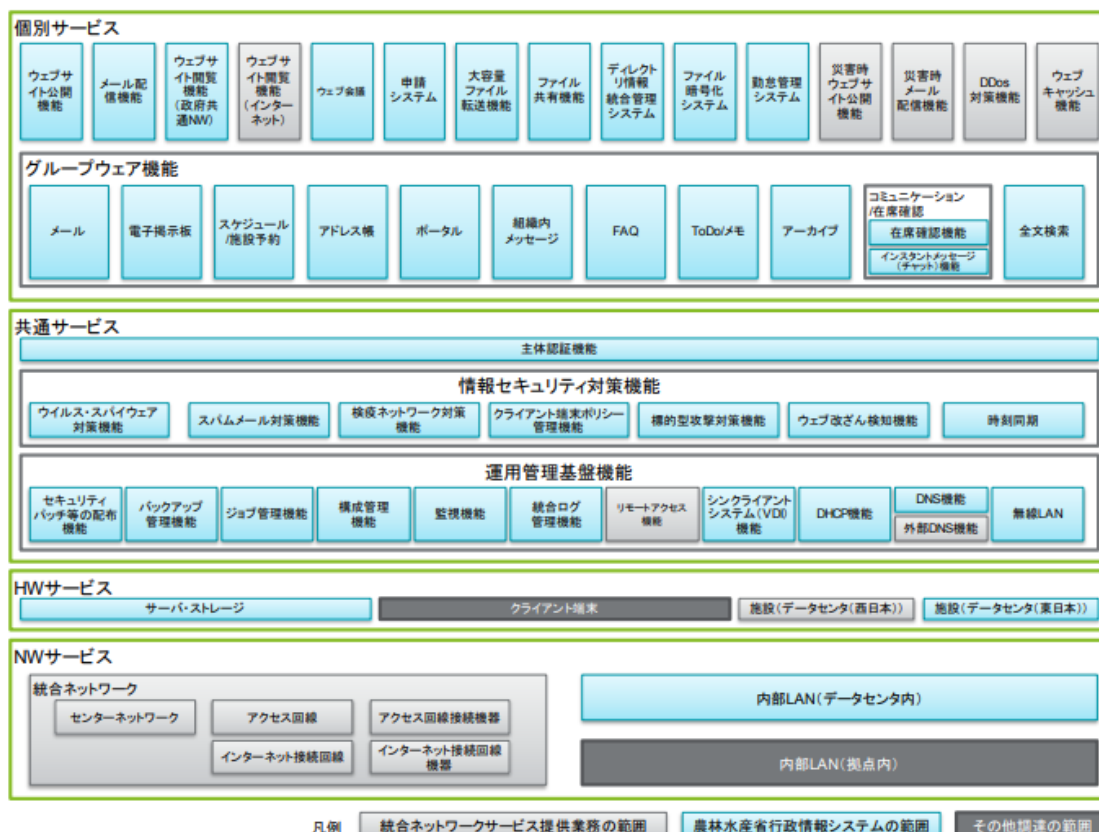 個別サービス
ウェブサ
イト公開
機能
メール配
信機能
ウェブサ
イト閲覧
機能
(政府共
通NW)
ウェブサ
イト閲覧
機能
(インター
ネット)
ウェブ会議
申請
システム
大容量
ファイル
転送機能
ファイル
共有機能
ディレクト
リ情報
統合管理
システム
ファイル
暗号化
システム
勤怠管理
システム
災害時
ウェブサ
イト公開
機能
災害時
メール
配信機能
DDos
対策機能
ウェブ
キャッシュ
機能
グループウェア機能
メール
電子掲示板
スケジュール
/施設予約
アドレス帳
ポータル
組織内
メッセージ
FAQ
ToDo/メモ
アーカイブ
コミュニケーション
/在席確認
在席確認機能
インスタントメッセージ
(チャット)機能
全文検索
共通サービス
主体認証機能
情報セキュリティ対策機能
ウイルス・スパイウェア
対策機能
スパムメール対策機能
検疫ネットワーク対策
機能
クライアント端末ポリシー
管理機能
標的型攻撃対策機能
ウェブ改ざん検知機能
時刻同期
運用管理基盤機能
セキュリティ
パッチ等の配布
機能
バックアップ
管理機能
ジョブ管理機能
構成管理
機能
監視機能
統合ログ
管理機能
リモートアクセス
機能
シンクライアント
システム(VDI)
機能
DHCP機能
DNS機能
外部DNS機能
無線LAN
HWサービス
サーバ・ストレージ
クライアント端末
施設(データセンタ(西日本))
施設(データセンタ(東日本))
NWサービス
統合ネットワーク
センターネットワーク
アクセス回線
アクセス回線接続機器
インターネット接続回線
インターネット接続回線
機器
内部LAN(データセンタ内)
内部LAN(拠点内)
凡例
統合ネットワークサービス提供業務の範囲
農林水産省行政情報システムの範囲
その他調達の範囲